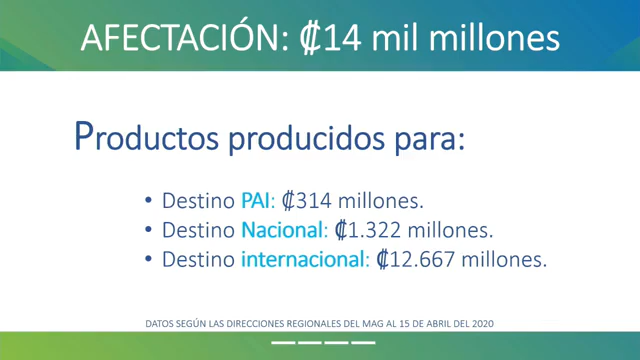 AFECTACIÓN: ₡14 mil millones
Productos producidos para:
• Destino PAI: ₡314 millones.
• Destino Nacional: ₡1.322 millones.
• Destino internacional: ₡12.667 millones.
DATOS SEGÚN LAS DIRECCIONES REGIONALES DEL MAG AL 15 DE ABRIL DEL 2020